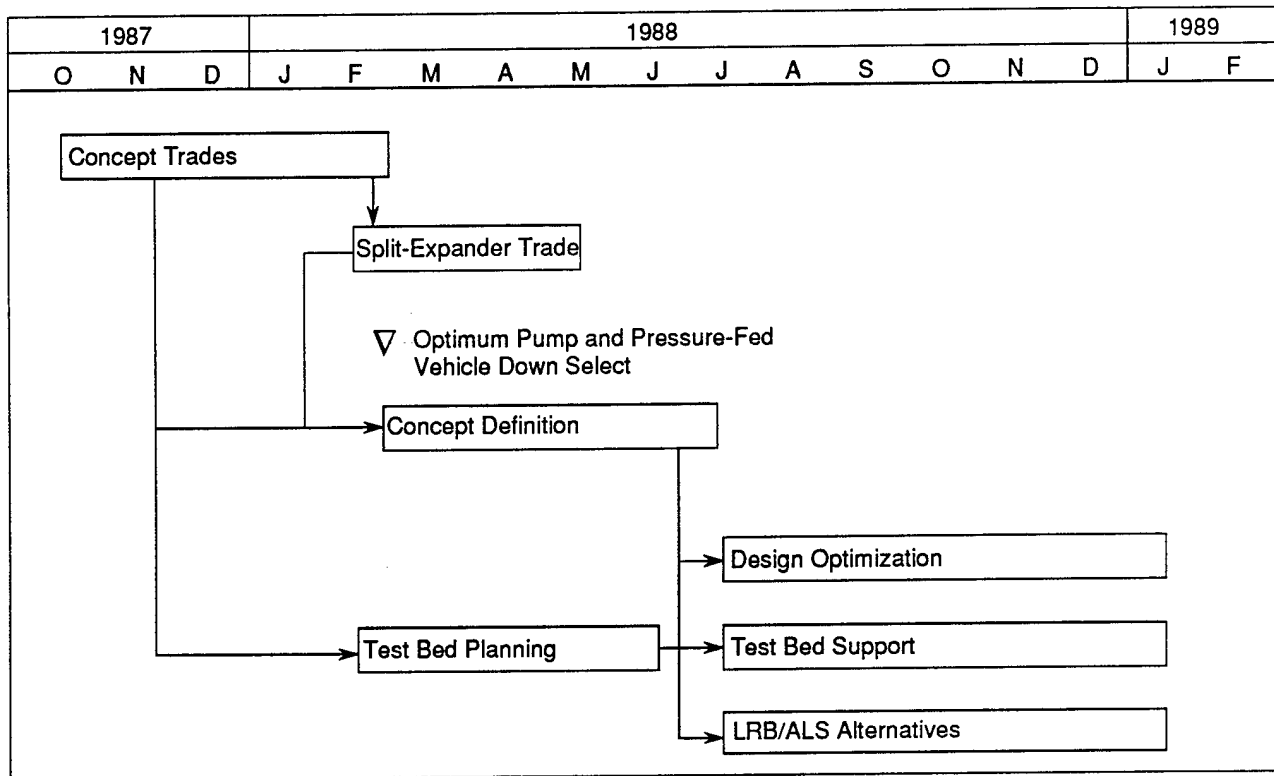 1987 1988 1989
O N D J F M A M J J A S O N D J F
Concept Trades
Split-Expander Trade
Optimum Pump and Pressure-Fed
Vehicle Down Select
Concept Definition
Design Optimization
Test Bed Planning
Test Bed Support
LRB/ALS Alternatives